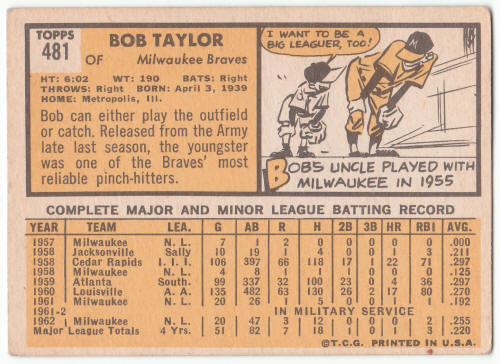 TOPPS
481
BOB TAYLOR
OF Milwaukee Braves
HT: 6:02 WT: 190 BATS: Right
THROWS: Right BORN: April 3, 1939
HOME: Metropolis, Ill.
Bob can either play the outfield
or catch. Released from the Army
late last season, the youngster
was one of the Braves' most
reliable pinch-hitters.
I WANT TO BE A
BIG LEAGUER, TOO!
M
BOBS UNCLE PLAYED WITH
MILWAUKEE IN 1955
COMPLETE MAJOR AND MINOR LEAGUE BATTING RECORD
YEAR TEAM LEA. G AB R H 2B 3B HR RBI AVG.
1957 Milwaukee N. L. 7 1 2 0 0 0 0 0 .000
1958 Jacksonville Sally 10 19 1 4 0 0 1 3 .211
1958 Cedar Rapids I. I. I. 106 397 66 118 17 1 22 71 .297
1958 Milwaukee N. L. 4 8 1 1 1 0 0 0 .125
1959 Atlanta South. 99 337 32 100 23 0 4 36 .297
1960 Louisville A. A. 135 482 63 130 26 2 17 80 .270
1961 Milwaukee N. L. 20 26 1 5 0 0 1 1 .192
1961-2 IN MILITARY SERVICE
1962 Milwaukee N. L. 20 47 3 12 0 0 0 2 .255
Major League Totals 4 Yrs. 51 82 7 18 1 0 1 3 .220
©T.C.G. PRINTED IN U.S.A.